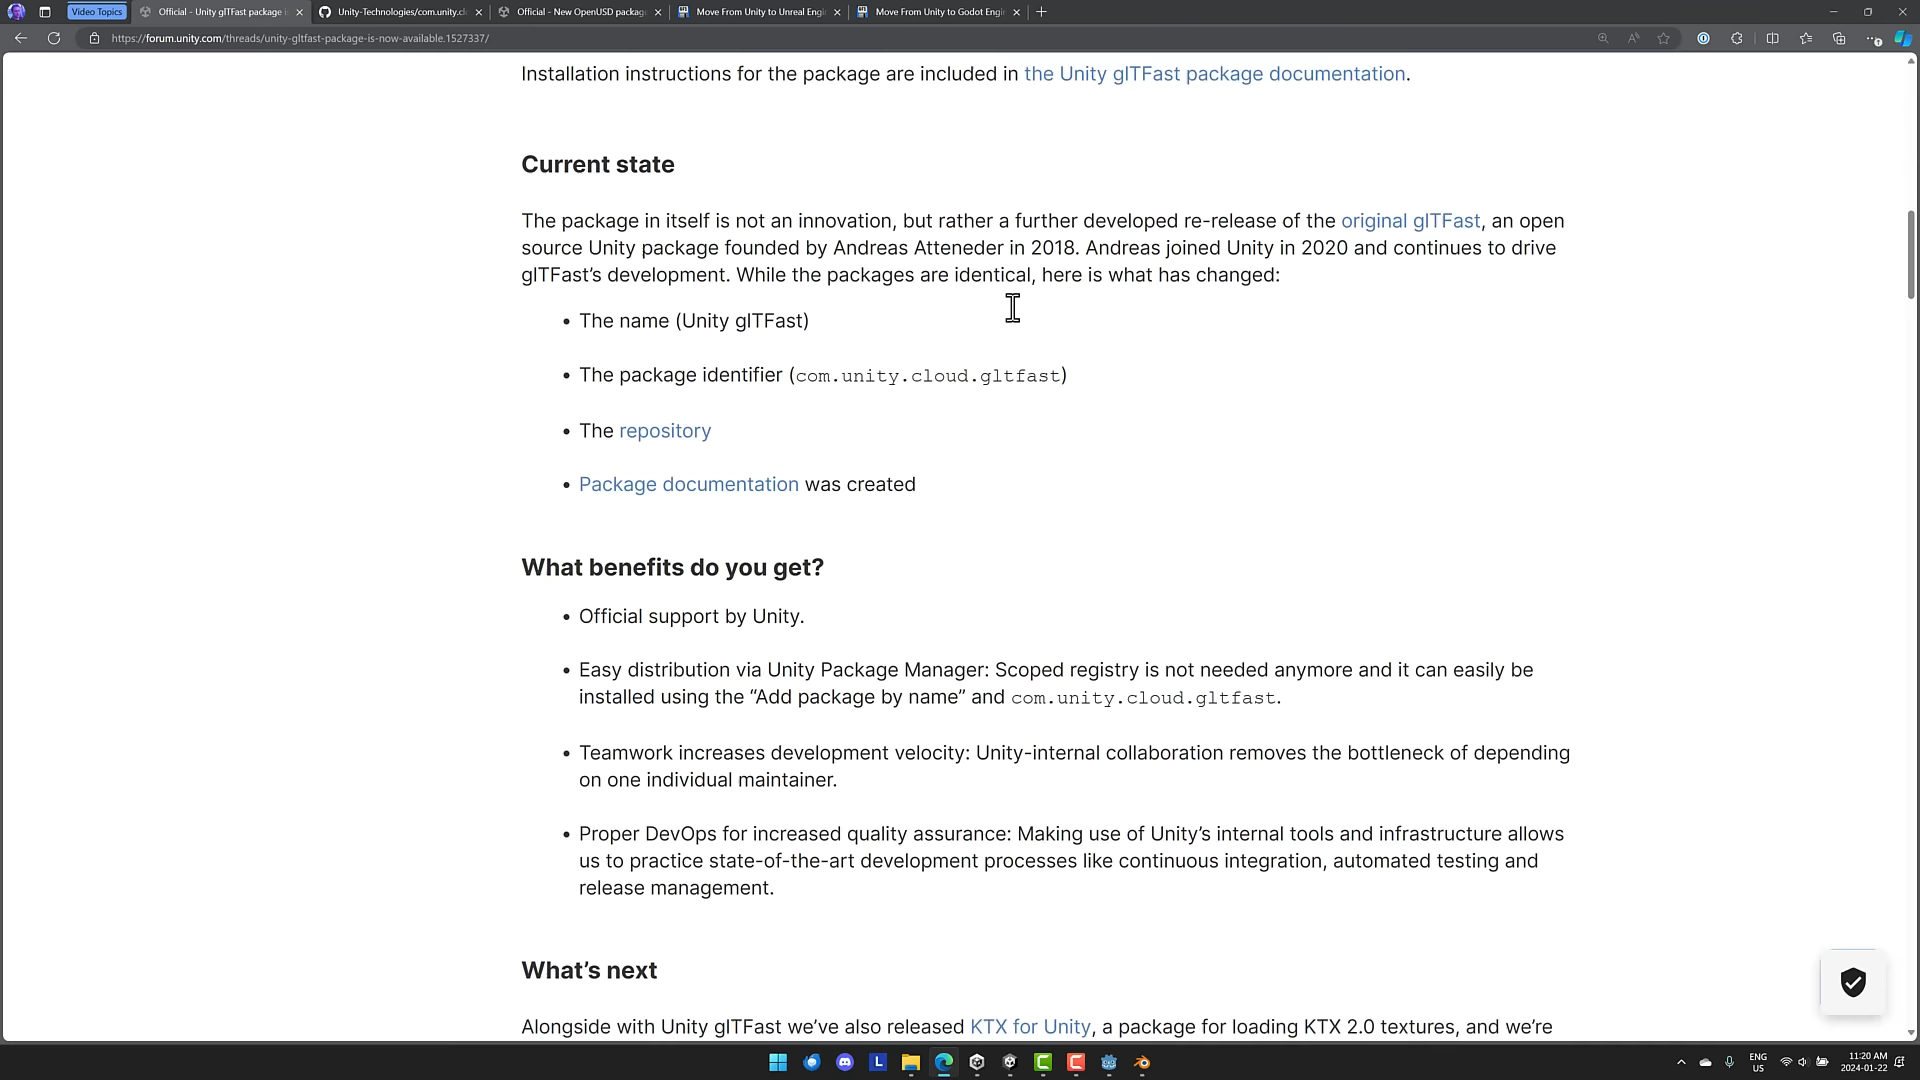 Video Topics
Official - Unity glTFast package i
Unity-Technologies/com.unity.cl
Official - New OpenUSD package
Move From Unity to Unreal Engi
Move From Unity to Godot Engi
https://forum.unity.com/threads/unity-gltfast-package-is-now-available.1527337/
Installation instructions for the package are included in the Unity glTFast package documentation.
Current state
The package in itself is not an innovation, but rather a further developed re-release of the original glTFast, an open
source Unity package founded by Andreas Atteneder in 2018. Andreas joined Unity in 2020 and continues to drive
glTFast’s development. While the packages are identical, here is what has changed:
• The name (Unity glTFast)
• The package identifier (com.unity.cloud.gltfast)
• The repository
• Package documentation was created
What benefits do you get?
• Official support by Unity.
• Easy distribution via Unity Package Manager: Scoped registry is not needed anymore and it can easily be
installed using the “Add package by name” and com.unity.cloud.gltfast.
• Teamwork increases development velocity: Unity-internal collaboration removes the bottleneck of depending
on one individual maintainer.
• Proper DevOps for increased quality assurance: Making use of Unity’s internal tools and infrastructure allows
us to practice state-of-the-art development processes like continuous integration, automated testing and
release management.
What’s next
Alongside with Unity glTFast we’ve also released KTX for Unity, a package for loading KTX 2.0 textures, and we’re
L
ENG
US
11:20 AM
2024-01-22